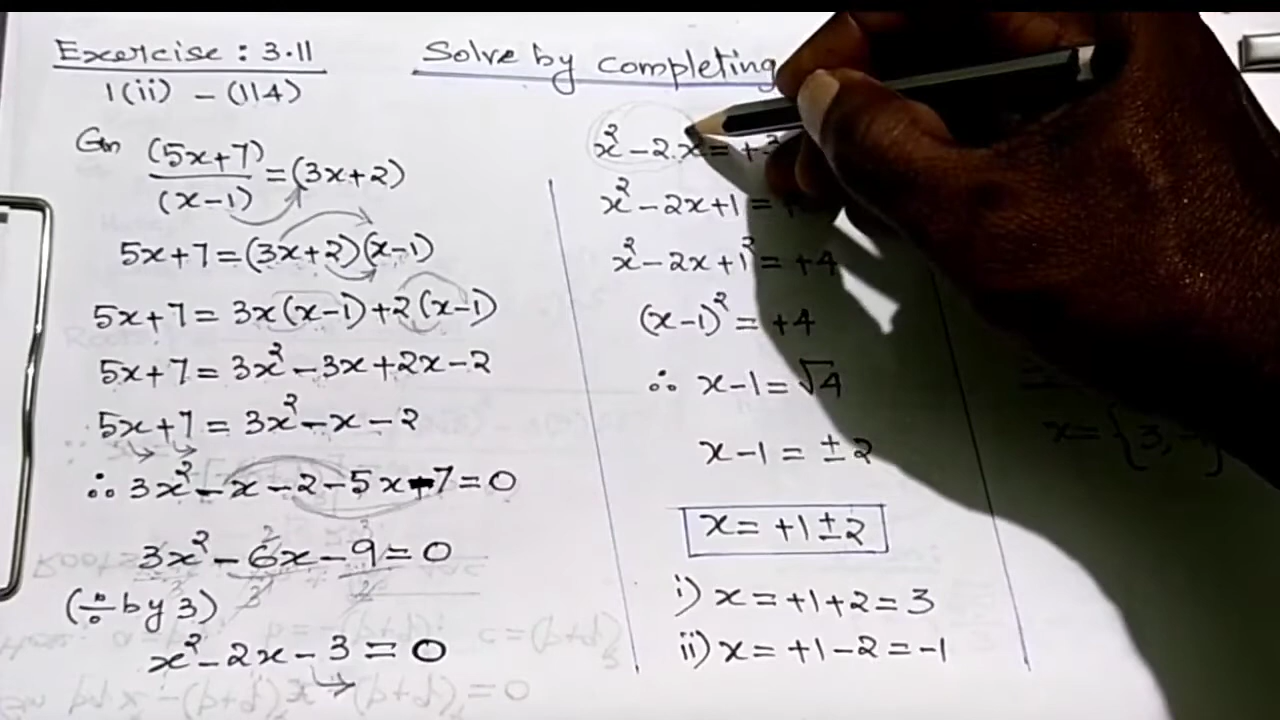 Exercise : 3.11
1(ii) - (114)
Solve by completing
Gn (5x+7)/(x-1) = (3x+2)
5x+7 = (3x+2)(x-1)
5x+7 = 3x(x-1)+2(x-1)
5x+7 = 3x²-3x+2x-2
5x+7 = 3x²-x-2
∴ 3x²-x-2-5x-7=0
3x²-6x-9=0
(÷ by 3)
x²-2x-3=0
x²-2x=+3
x²-2x+1=
x²-2x+1²=+4
(x-1)²=+4
∴ x-1=√4
x-1=±2
x=+1±2
i) x=+1+2=3
ii) x=+1-2=-1
x={3,-1}